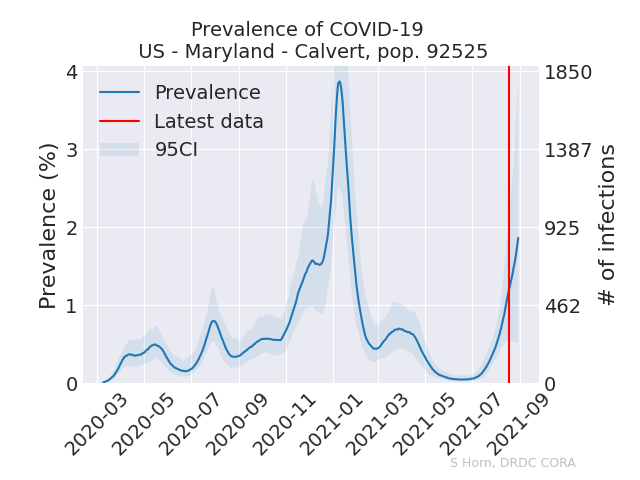 Prevalence of COVID-19
US - Maryland - Calvert, pop. 92525
Prevalence
Latest data
95CI
Prevalence (%)
4
3
2
1
0
1850
1387
925
462
0
# of infections
2020-03
2020-05
2020-07
2020-09
2020-11
2021-01
2021-03
2021-05
2021-07
2021-09
S Horn, DRDC CORA